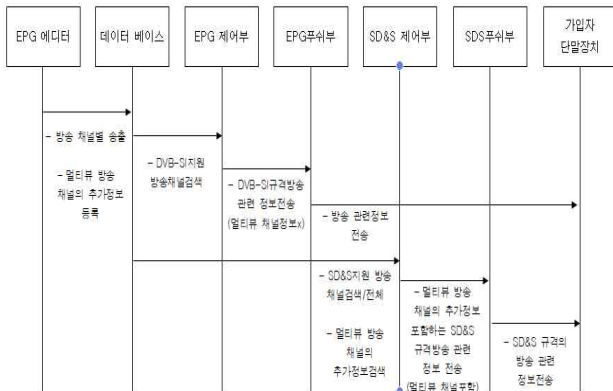 EPG 에디터
데이터 베이스
EPG 제어부
EPG푸쉬부
SD&S 제어부
SDS푸쉬부
가입자
단말장치
- 방송 채널별 송출
- 멀티뷰 방송
채널의 추가정보
등록
- DVB-SI지원
방송채널검색
- DVB-SI규격방송
관련 정보전송
(멀티뷰 채널정보x)
- 방송 관련정보
전송
- SD&S지원 방송
채널검색/전체
- 멀티뷰 방송
채널의
추가정보검색
- 멀티뷰 방송
채널의 추가정보
포함하는 SD&S
규격방송 관련
정보 전송
(멀티뷰 채널포함)
- SD&S 규격의
방송 관련
정보전송